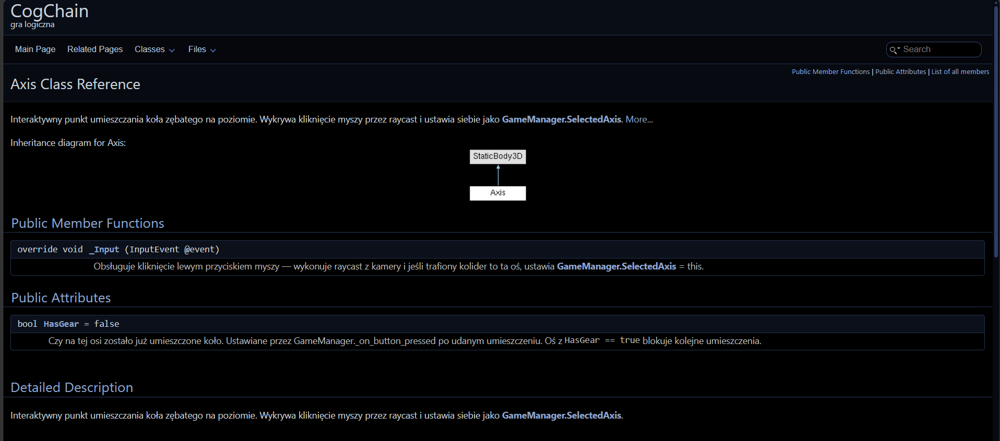 CogChain
gra logiczna
Main Page Related Pages Classes Files Search
Public Member Functions | Public Attributes | List of all members
Axis Class Reference
Interaktywny punkt umieszczania koła zębatego na poziomie. Wykrywa kliknięcie myszy przez raycast i ustawia siebie jako GameManager.SelectedAxis. More...
Inheritance diagram for Axis:
StaticBody3D
Axis
Public Member Functions
override void _Input (InputEvent @event)
Obsługuje kliknięcie lewym przyciskiem myszy — wykonuje raycast z kamery i jeśli trafiony kolider to ta oś, ustawia GameManager.SelectedAxis = this.
Public Attributes
bool HasGear = false
Czy na tej osi zostało już umieszczone koło. Ustawiane przez GameManager._on_button_pressed po udanym umieszczeniu. Oś z HasGear == true blokuje kolejne umieszczenia.
Detailed Description
Interaktywny punkt umieszczania koła zębatego na poziomie. Wykrywa kliknięcie myszy przez raycast i ustawia siebie jako GameManager.SelectedAxis.